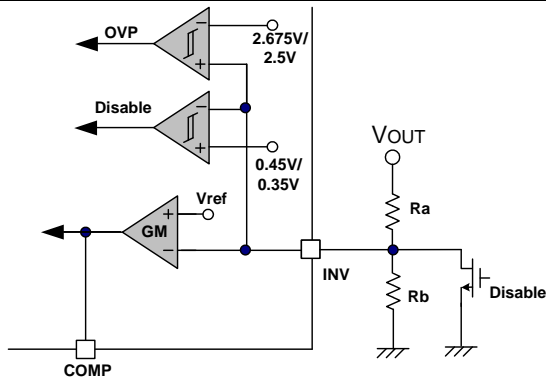 OVP
2.675V/
2.5V
Disable
0.45V/
0.35V
VOUT
Vref
Ra
GM
INV
Rb
Disable
COMP